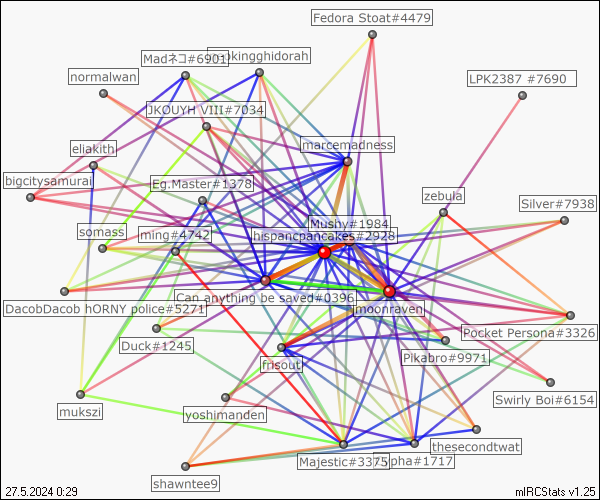 Fedora Stoat#4479
Madネコ#6901
kingghidorah
normalwan
LPK2387 #7690
JKOUYH VIII#7034
marcemadness
eliakith
bigcitysamurai
Eg.Master#1378
zebula
Silver#7938
Mushy#1984
somass
ming#4742
hispancpancakes#2928
Can anything be saved#0396
DacobDacob hORNY police#5271
jmoonraven
Pocket Persona#3326
Duck#1245
frisout
Pikabro#9971
Swirly Boi#6154
mukszi
yoshimanden
thesecondtwat
Majestic#3375
pha#1717
shawntee9
27.5.2024 0:29
mIRCStats v1.25